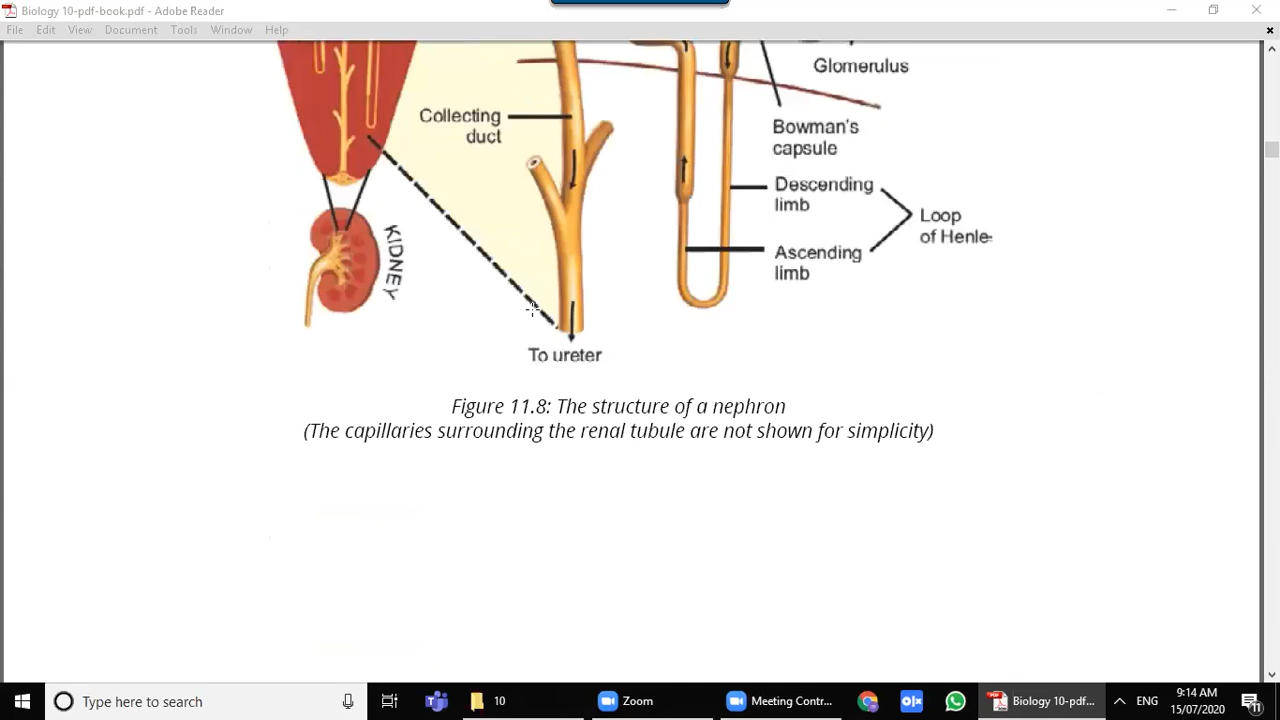 Biology 10-pdf-book.pdf - Adobe Reader
File Edit View Document Tools Window Help
Glomerulus
Collecting
duct
Bowman's
capsule
Descending
limb
Loop
of Henle
Ascending
limb
KIDNEY
To ureter
Figure 11.8: The structure of a nephron
(The capillaries surrounding the renal tubule are not shown for simplicity)
Type here to search
10
Zoom
Meeting Contr...
Biology 10-pdf...
ENG
9:14 AM
15/07/2020
11